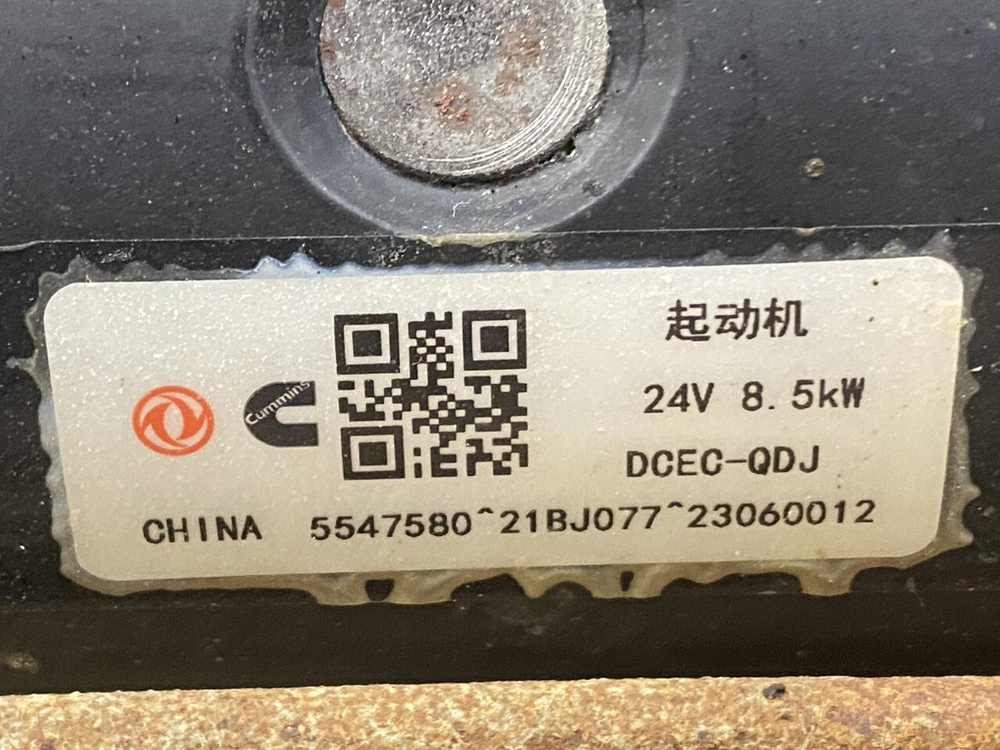 Cummins
起动机
24V 8.5kW
DCEC-QDJ
CHINA 5547580^21BJ077^23060012